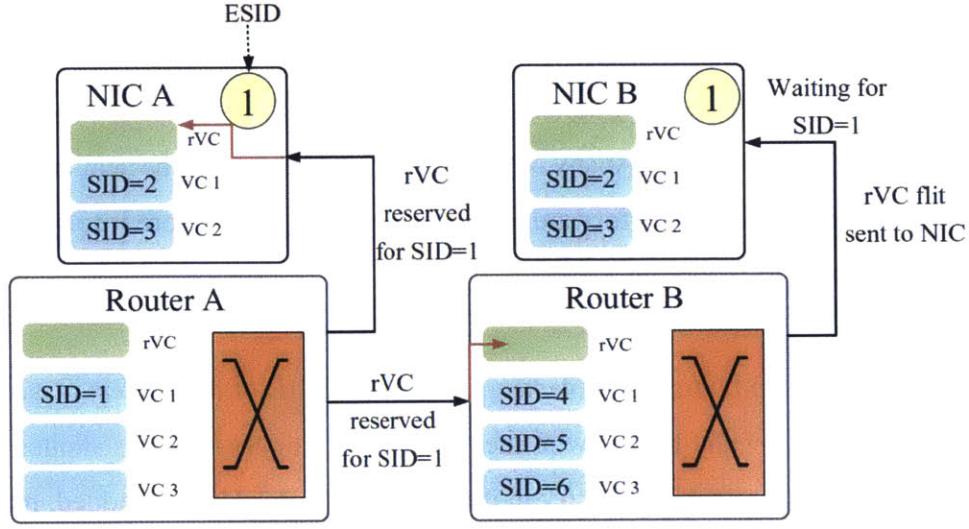 ESID
NIC A
1
rVC
SID=2 VC 1
SID=3 VC 2
rVC
reserved
for SID=1
NIC B
1
rVC
SID=2 VC 1
SID=3 VC 2
Waiting for
SID=1
rVC flit
sent to NIC
Router A
rVC
SID=1 VC 1
VC 2
VC 3
rVC
reserved
for SID=1
Router B
rVC
SID=4 VC 1
SID=5 VC 2
SID=6 VC 3